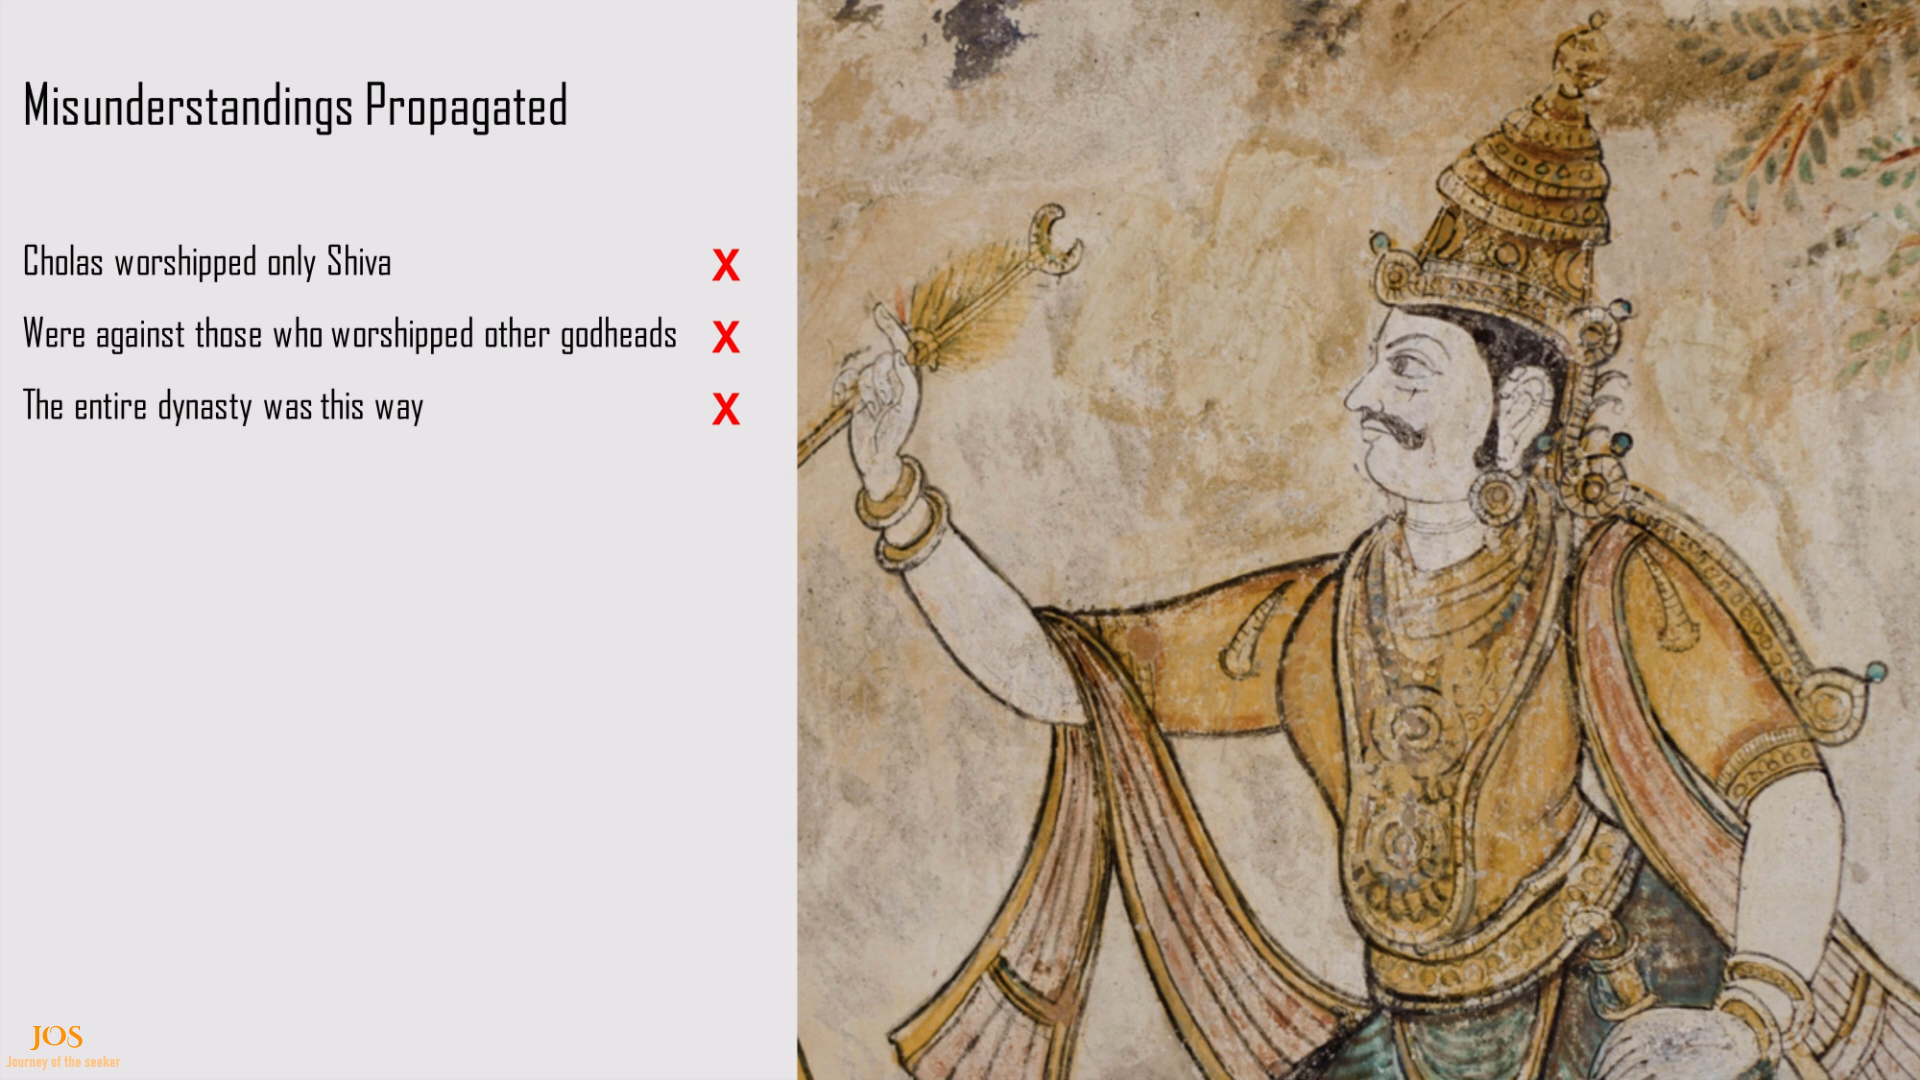 Misunderstandings Propagated
Cholas worshipped only Shiva X
Were against those who worshipped other godheads X
The entire dynasty was this way X
JOS
Journey of the seeker